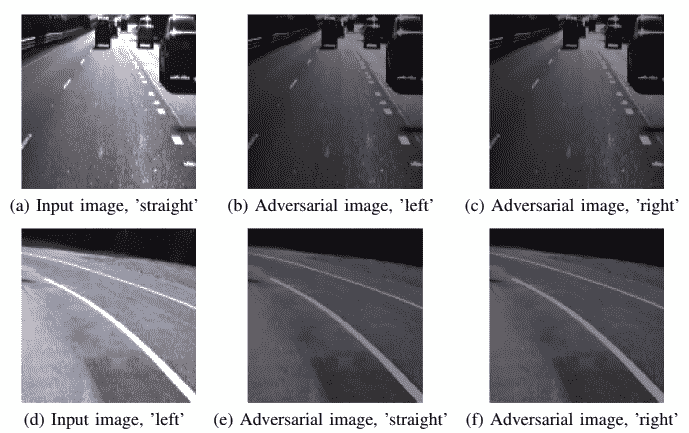 (a) Input image, 'straight'
(b) Adversarial image, 'left'
(c) Adversarial image, 'right'
(d) Input image, 'left'
(e) Adversarial image, 'straight'
(f) Adversarial image, 'right'